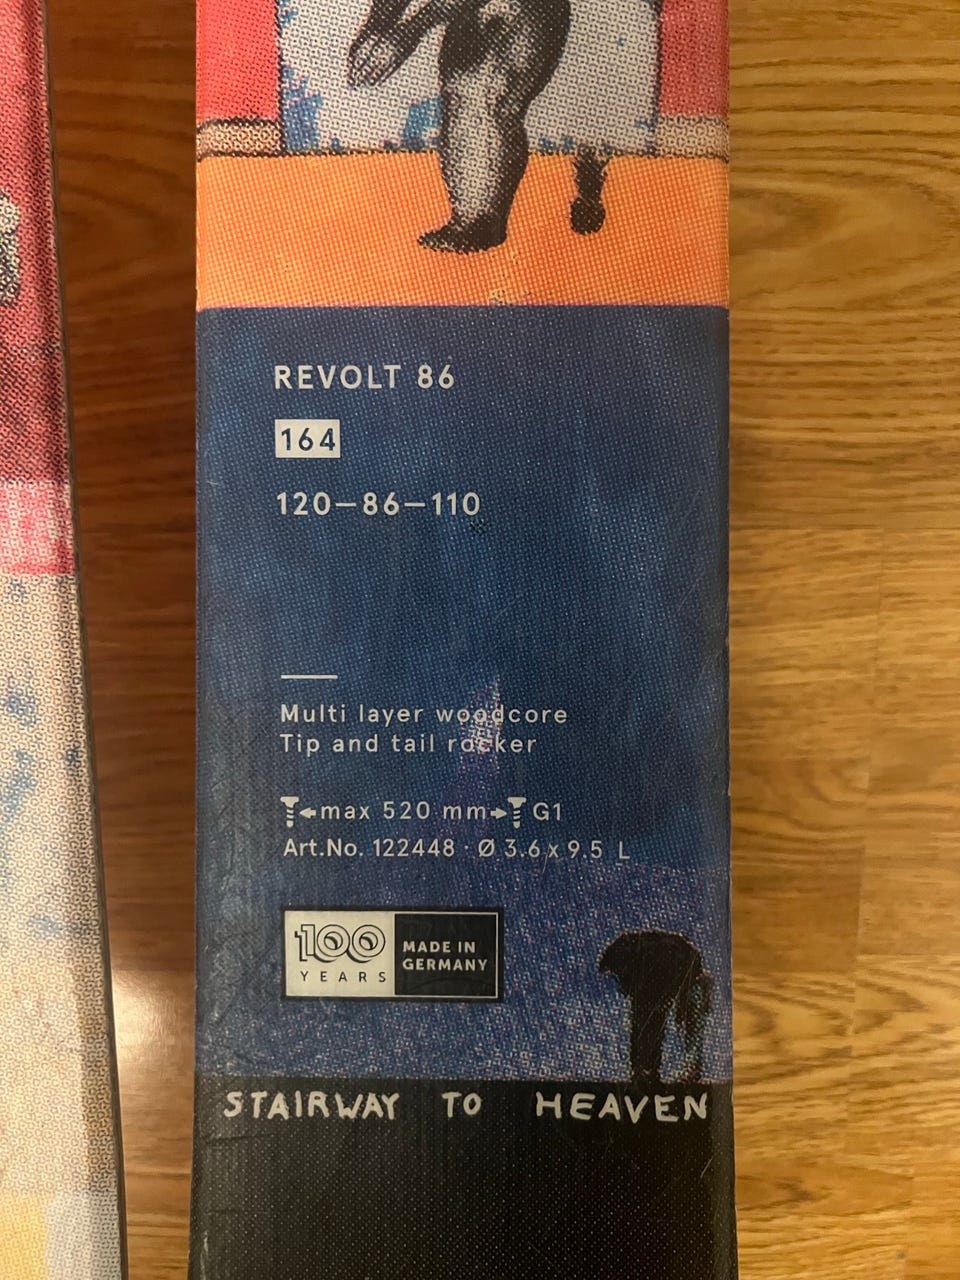 REVOLT 86
164
120–86–110
Multi layer woodcore
Tip and tail rocker
max 520 mm G1
Art.No. 122448 · Ø 3.6 x 9.5 L
100 YEARS
MADE IN
GERMANY
STAIRWAY TO HEAVEN